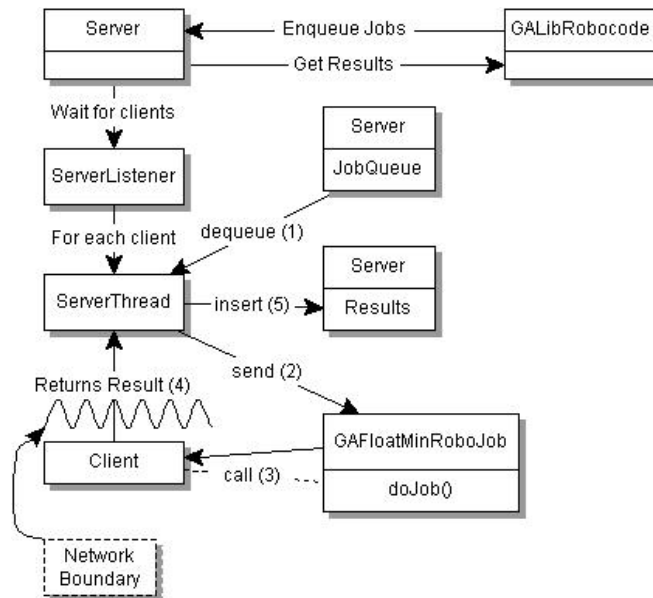 Server
Enqueue Jobs
GALibRobocode
Get Results
Wait for clients
Server
JobQueue
ServerListener
For each client
dequeue (1)
Server
Results
ServerThread
insert (5)
send (2)
Returns Result (4)
GAFloatMinRoboJob
doJob()
Client
call (3)
Network
Boundary